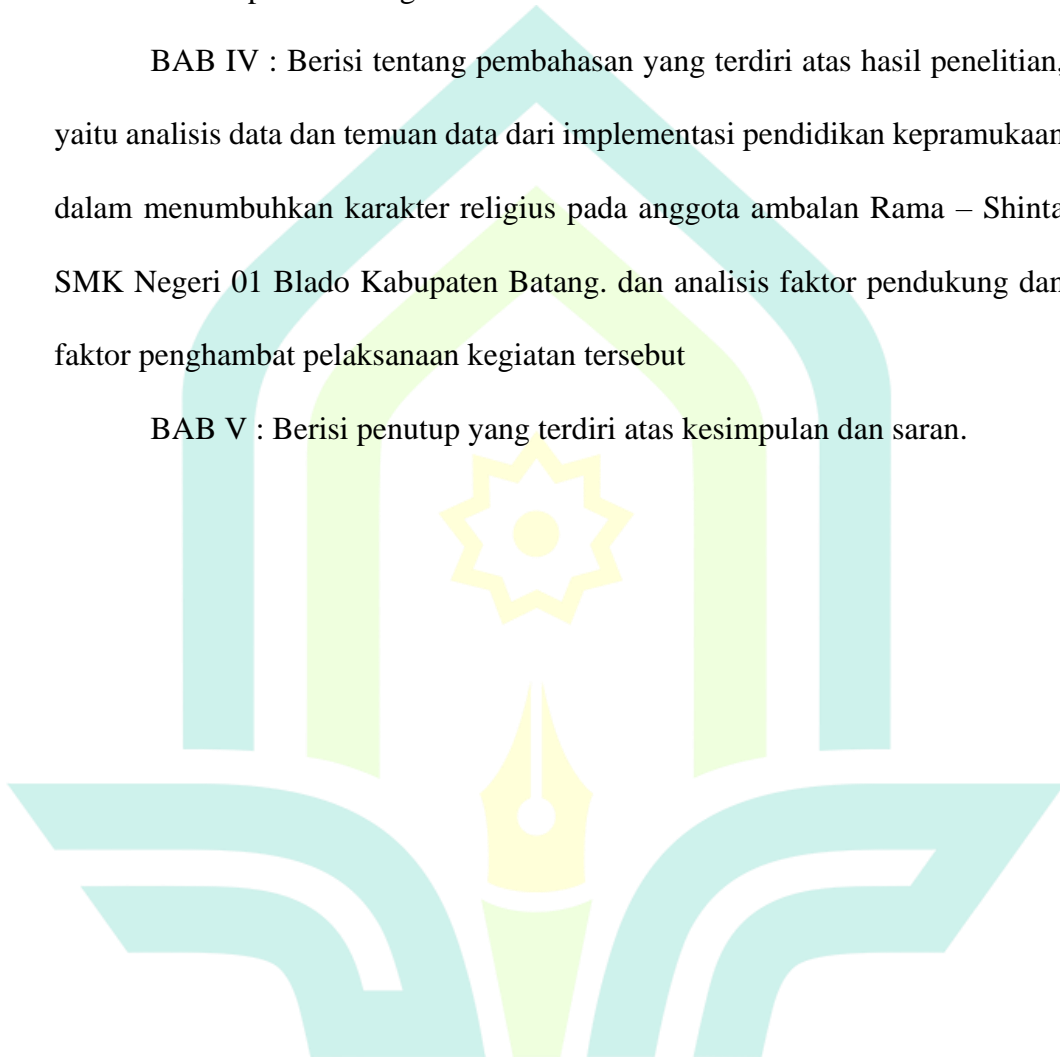 BAB IV : Berisi tentang pembahasan yang terdiri atas hasil penelitian,
yaitu analisis data dan temuan data dari implementasi pendidikan kepramukaan
dalam menumbuhkan karakter religius pada anggota ambalan Rama – Shinta
SMK Negeri 01 Blado Kabupaten Batang. dan analisis faktor pendukung dan
faktor penghambat pelaksanaan kegiatan tersebut
BAB V : Berisi penutup yang terdiri atas kesimpulan dan saran.